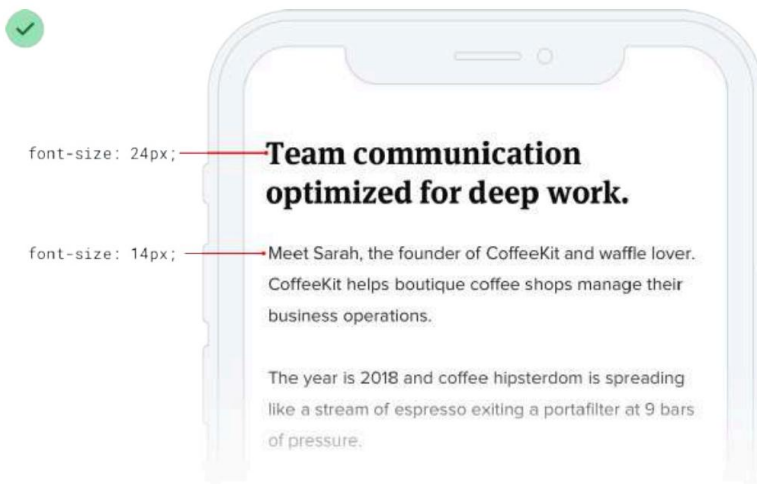 font-size: 24px;
Team communication
optimized for deep work.
font-size: 14px;
Meet Sarah, the founder of CoffeeKit and waffle lover.
CoffeeKit helps boutique coffee shops manage their
business operations.
The year is 2018 and coffee hipsterdom is spreading
like a stream of espresso exiting a portafilter at 9 bars
of pressure.